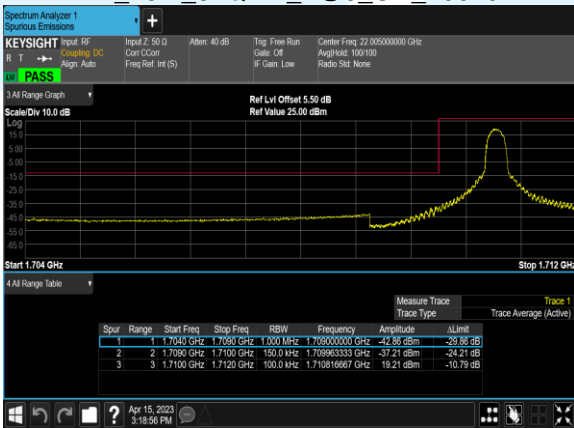 Spectrum Analyzer 1
Spurious Emissions
+
KEYSIGHT
R T
LXI
PASS
Input: RF
Coupling: DC
Align: Auto
Input Z: 50 Ω
Corr CCorr
Freq Ref: Int (S)
Atten: 40 dB
Trig: Free Run
Gate: Off
IF Gain: Low
Center Freq: 22.005000000 GHz
Avg|Hold: 100/100
Radio Std: None
3 All Range Graph
Scale/Div 10.0 dB
Ref Lvl Offset 5.50 dB
Ref Value 25.00 dBm
Log
15.0
5.00
-5.00
-15.0
-25.0
-35.0
-45.0
-55.0
-65.0
Start 1.704 GHz
Stop 1.712 GHz
4 All Range Table
Measure Trace Trace 1
Trace Type Trace Average (Active)
Spur Range Start Freq Stop Freq RBW Frequency Amplitude ΔLimit
1 1 1.7040 GHz 1.7090 GHz 1.000 MHz 1.709000000 GHz -42.86 dBm -29.86 dB
2 2 1.7090 GHz 1.7100 GHz 150.0 kHz 1.709963333 GHz -37.21 dBm -24.21 dB
3 3 1.7100 GHz 1.7120 GHz 100.0 kHz 1.710816667 GHz 19.21 dBm -10.79 dB
?
Apr 15, 2023
3:18:56 PM